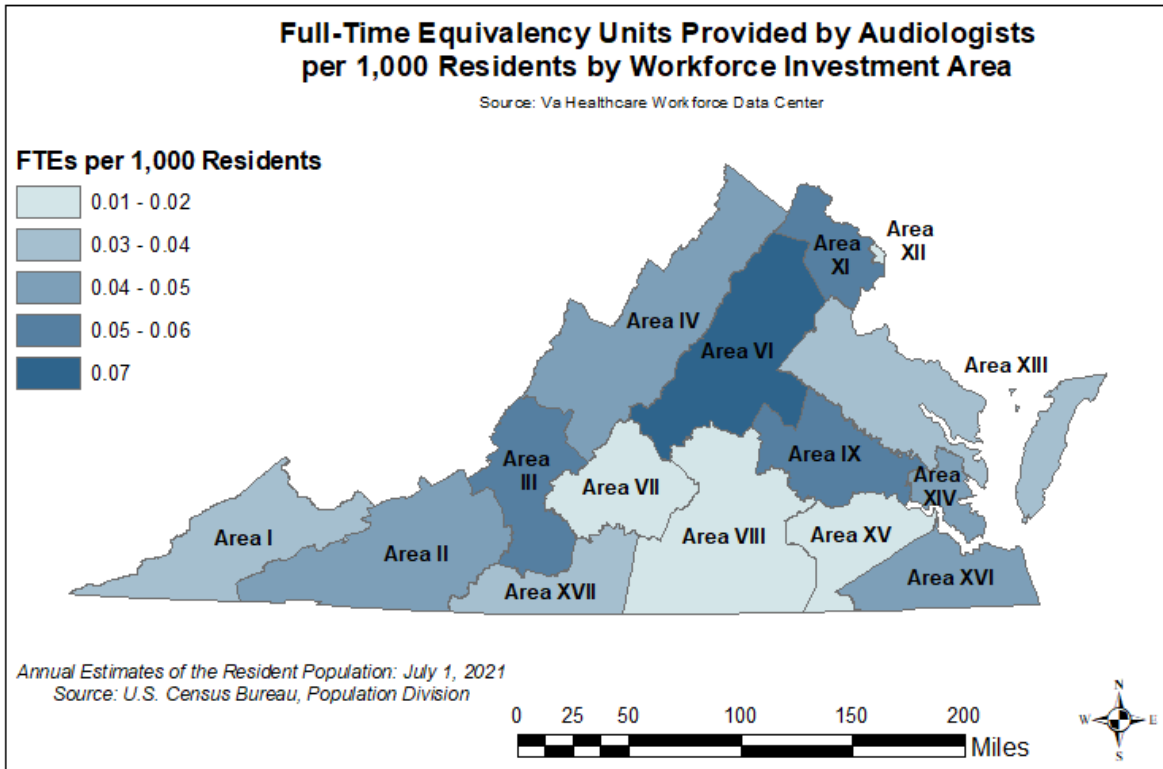 Full-Time Equivalency Units Provided by Audiologists
per 1,000 Residents by Workforce Investment Area
Source: Va Healthcare Workforce Data Center
FTEs per 1,000 Residents
0.01 - 0.02
0.03 - 0.04
0.04 - 0.05
0.05 - 0.06
0.07
Area
XII
Area
XI
Area IV
Area VI
Area XIII
Area
III
Area IX
Area VII
Area
XIV
Area I
Area II
Area VIII
Area XV
Area XVII
Area XVI
Annual Estimates of the Resident Population: July 1, 2021
Source: U.S. Census Bureau, Population Division
0 25 50 100 150 200
Miles
N
W E
S